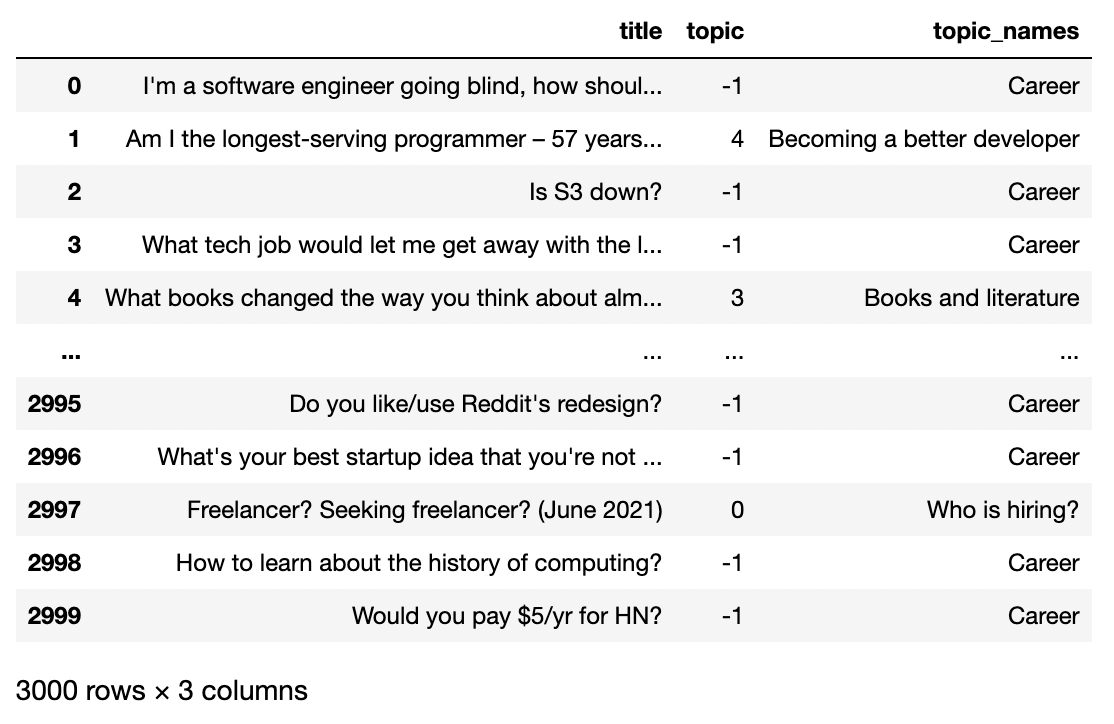 title topic topic_names
0 I'm a software engineer going blind, how shoul... -1 Career
1 Am I the longest-serving programmer – 57 years... 4 Becoming a better developer
2 Is S3 down? -1 Career
3 What tech job would let me get away with the l... -1 Career
4 What books changed the way you think about alm... 3 Books and literature
... ... ... ...
2995 Do you like/use Reddit's redesign? -1 Career
2996 What's your best startup idea that you're not ... -1 Career
2997 Freelancer? Seeking freelancer? (June 2021) 0 Who is hiring?
2998 How to learn about the history of computing? -1 Career
2999 Would you pay $5/yr for HN? -1 Career
3000 rows × 3 columns